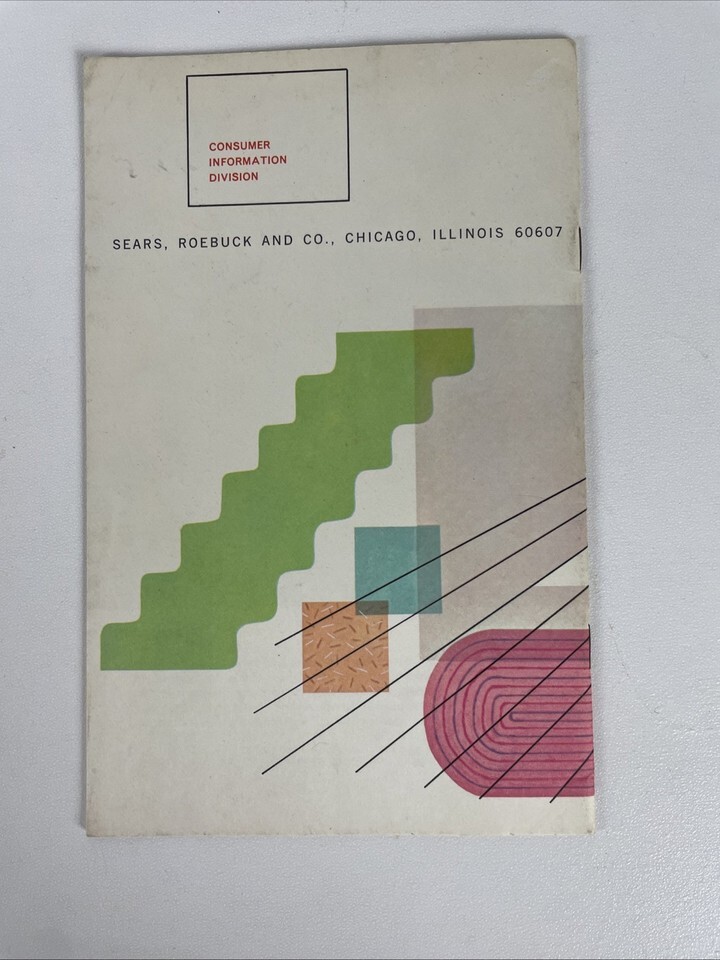 CONSUMER
INFORMATION
DIVISION
SEARS, ROEBUCK AND CO., CHICAGO, ILLINOIS 60607